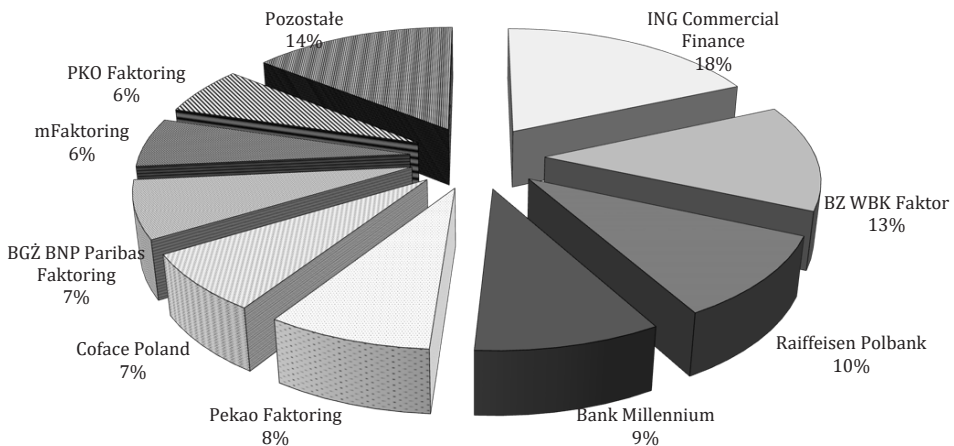 Pozostałe
14%
ING Commercial
Finance
18%
PKO Faktoring
6%
mFaktoring
6%
BZ WBK Faktor
13%
BGŻ BNP Paribas
Faktoring
7%
Raiffeisen Polbank
10%
Coface Poland
7%
Pekao Faktoring
8%
Bank Millennium
9%